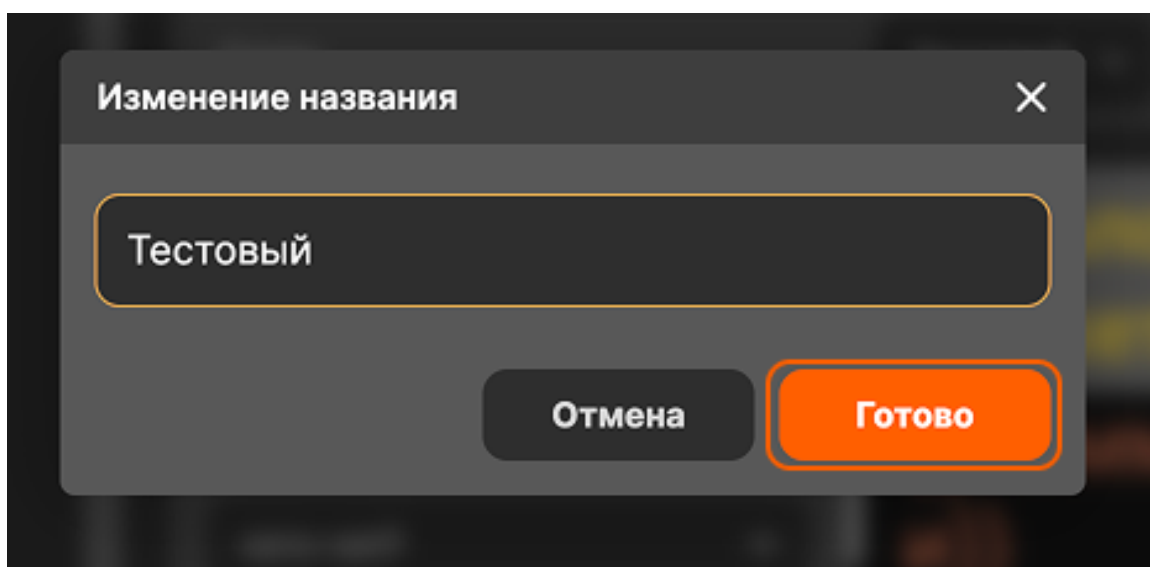 Изменение названия
Тестовый
Отмена
Готово